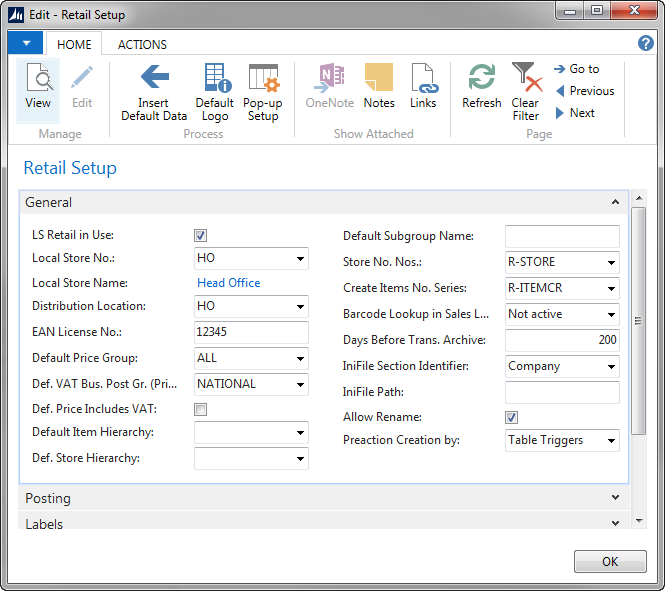 Edit - Retail Setup
HOME
ACTIONS
View
Edit
Insert Default Data
Default Logo
Pop-up Setup
OneNote
Notes
Links
Refresh
Clear Filter
Go to
Previous
Next
Manage
Process
Show Attached
Page
Retail Setup
General
LS Retail in Use:
Local Store No.: HO
Local Store Name: Head Office
Distribution Location: HO
EAN License No.: 12345
Default Price Group: ALL
Def. VAT Bus. Post Gr. (Pri... NATIONAL
Def. Price Includes VAT:
Default Item Hierarchy:
Def. Store Hierarchy:
Default Subgroup Name:
Store No. Nos.: R-STORE
Create Items No. Series: R-ITEMCR
Barcode Lookup in Sales L... Not active
Days Before Trans. Archive: 200
IniFile Section Identifier: Company
IniFile Path:
Allow Rename:
Preaction Creation by: Table Triggers
Posting
Labels
OK